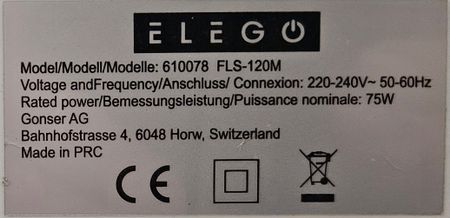 ELEGO
Model/Modell/Modelle: 610078 FLS-120M
Voltage andFrequency/Anschluss/ Connexion: 220-240V~ 50-60Hz
Rated power/Bemessungsleistung/Puissance nominale: 75W
Gonser AG
Bahnhofstrasse 4, 6048 Horw, Switzerland
Made in PRC
CE